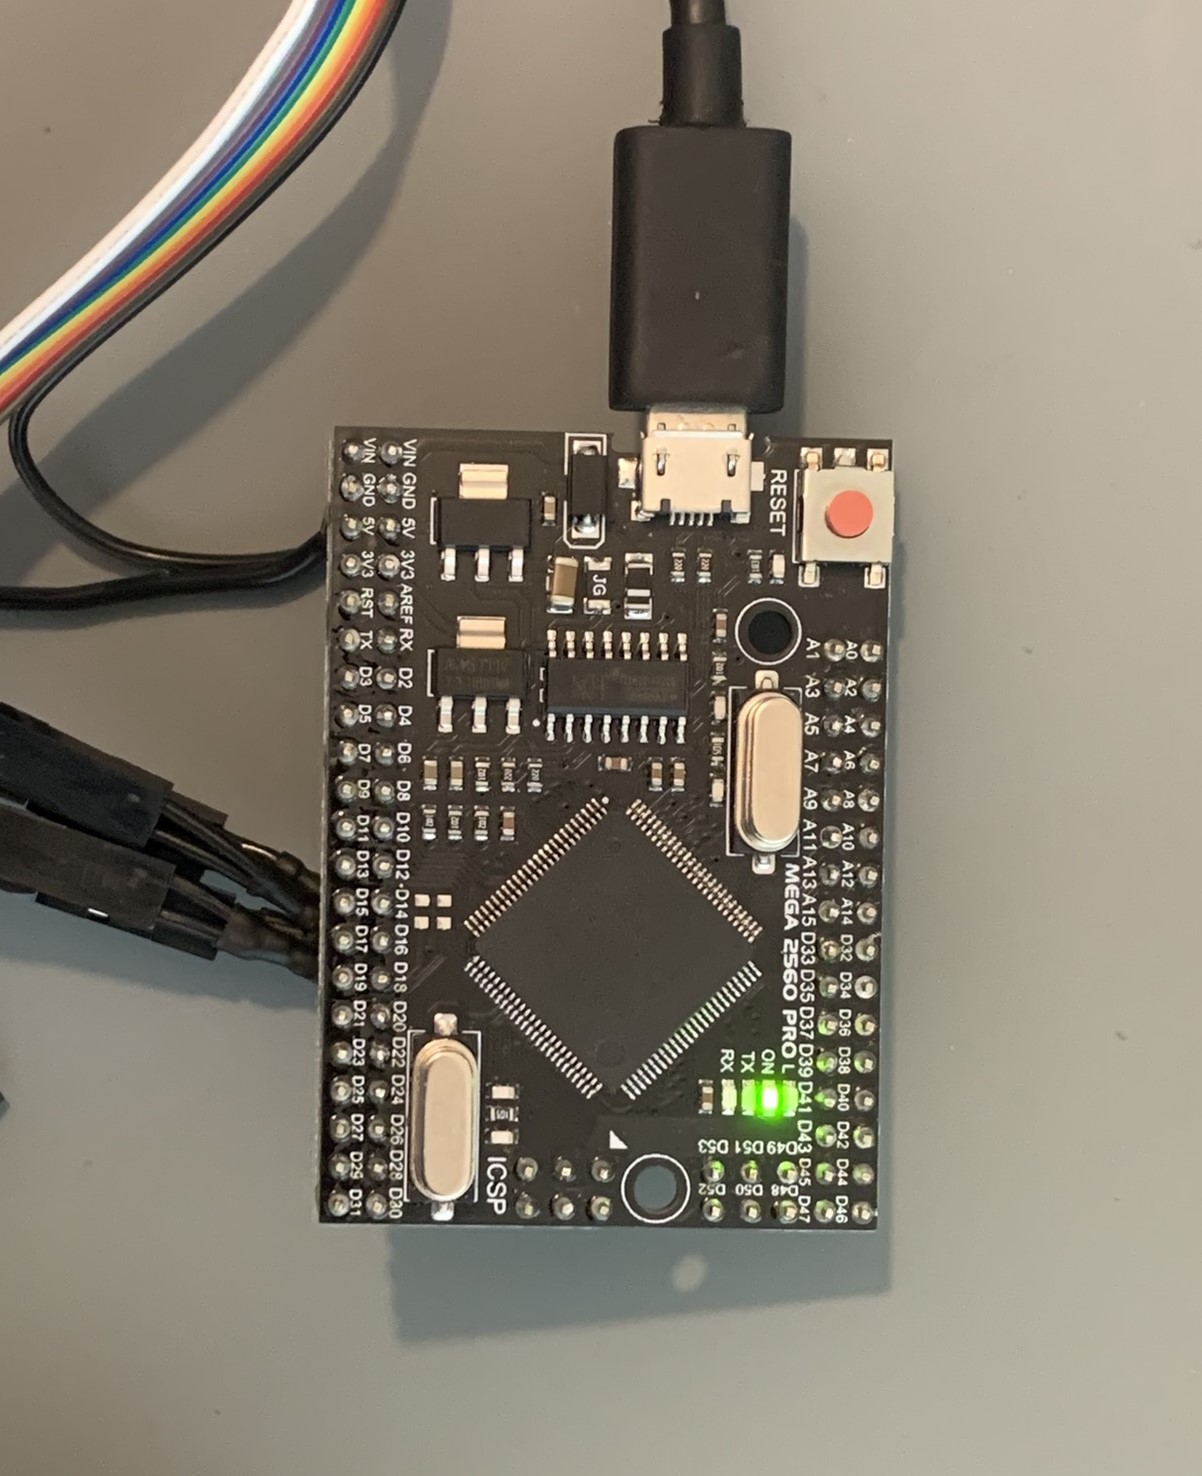 VIN VIN
GND GND
5V 5V
3V3 3V3
RST AREF
TX RX
D3 D2
D5 D4
D7 D6
D9 D8
D11 D10
D13 D12
D15 D14
D17 D16
D19 D18
D21 D20
D23 D22
D25 D24
D27 D26
D29 D28
D31 D30
RESET
JG
A1 A0
A3 A2
A5 A4
A7 A6
A9 A8
A11 A10
A13 A12
A15 A14
D33 D32
D35 D34
D37 D36
D39 D38
D41 D40
D43 D42
D45 D44
D47 D46
MEGA 2560 PRO
RX TX ON L
D53 D51 D49
D52 D50 D48
ICSP